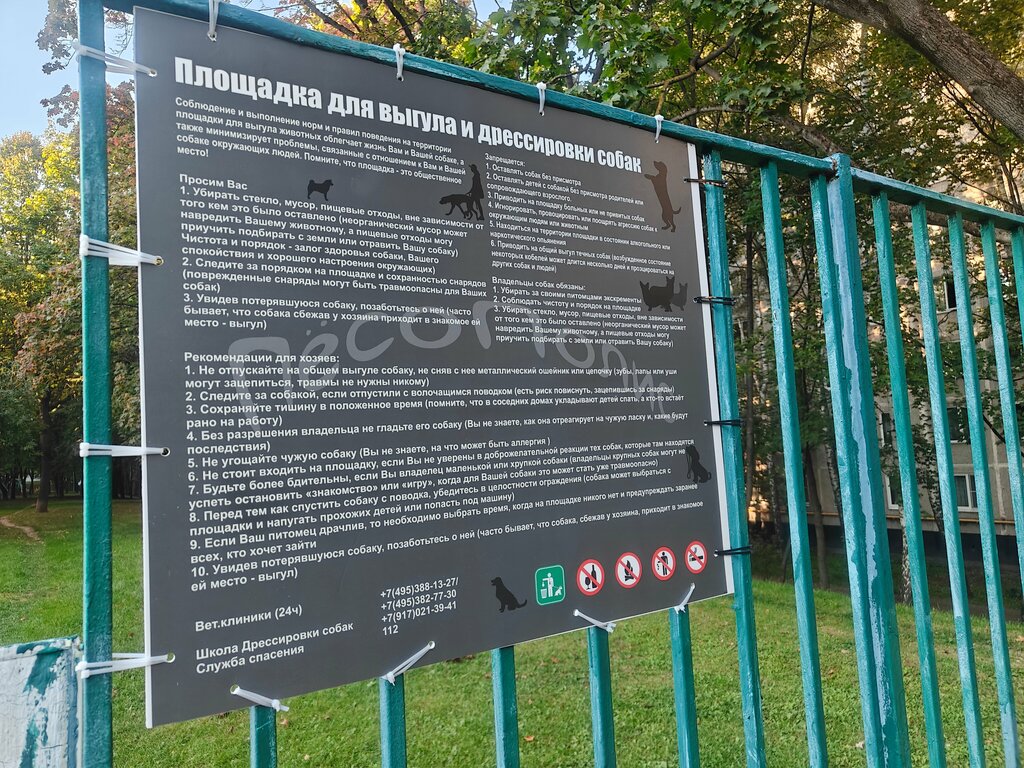 Площадка для выгула и дрессировки собак
Соблюдение и выполнение норм и правил поведения на территории
площадки для выгула животных облегчает жизнь Вам и Вашей собаке, а
также минимизирует проблемы, связанные с отношением к Вам и Вашей
собаке окружающих людей. Помните, что площадка - это общественное
место!
Просим Вас
1. Убирать стекло, мусор, пищевые отходы, вне зависимости от
того кем это было оставлено (неорганический мусор может
навредить Вашему животному, а пищевые отходы могу
приучить подбирать с земли или отравить Вашу собаку)
Чистота и порядок - залог здоровья собаки, Вашего
спокойствия и хорошего настроения окружающих)
2. Следите за порядком на площадке и сохранностью снарядов
(поврежденные снаряды могут быть травмоопасны для Ваших
собак)
3. Увидев потерявшуюся собаку, позаботьтесь о ней (часто
бывает, что собака сбежав у хозяина приходит в знакомое ей
место - выгул)
Запрещается:
1. Оставлять собак без присмотра
2. Оставлять детей с собакой без присмотра родителей или
сопровождающего взрослого.
3. Приводить на площадку больных или не привитых собак
4. Игнорировать, провоцировать или поощрять агрессию собак к
окружающим людям или животным
5. Находиться на территории площадки в состоянии алкогольного или
наркотического опьянения
6. Приводить на общий выгул течных собак (возбужденное состояние
некоторых кобелей может длится несколько дней и проецироваться на
других собак и людей)
Владельцы собак обязаны:
1. Убирать за своими питомцами экскременты
2. Соблюдать чистоту и порядок на площадке
3. Убирать стекло, мусор, пищевые отходы, вне зависимости
от того кем это было оставлено (неорганический мусор может
навредить Вашему животному, а пищевые отходы могу
приучить подбирать с земли или отравить Вашу собаку)
Рекомендации для хозяев:
1. Не отпускайте на общем выгуле собаку, не сняв с нее металлический ошейник или цепочку (зубы, лапы или уши
могут зацепиться, травмы не нужны никому)
2. Следите за собакой, если отпустили с волочащимся поводком (есть риск повиснуть, зацепившись за снаряды)
3. Сохраняйте тишину в положенное время (помните, что в соседних домах укладывают детей спать, а кто-то встаёт
рано на работу)
4. Без разрешения владельца не гладьте его собаку (Вы не знаете, как она отреагирует на чужую ласку и, какие будут
последствия)
5. Не угощайте чужую собаку (Вы не знаете, на что может быть аллергия )
6. Не стоит входить на площадку, если Вы не уверены в доброжелательной реакции тех собак, которые там находятся
7. Будьте более бдительны, если Вы владелец маленькой или хрупкой собаки (владельцы крупных собак могут не
успеть остановить «знакомство» или «игру», когда для Вашей собаки это может стать уже травмоопасно)
8. Перед тем как спустить собаку с поводка, убедитесь в целостности ограждения (собака может выбраться с
площадки и напугать прохожих детей или попасть под машину)
9. Если Ваш питомец драчлив, то необходимо выбрать время, когда на площадке никого нет и предупреждать заранее
всех, кто хочет зайти
10. Увидев потерявшуюся собаку, позаботьтесь о ней (часто бывает, что собака, сбежав у хозяина, приходит в знакомое
ей место - выгул)
Вет.клиники (24ч)
Школа Дрессировки собак
Служба спасения
+7(495)388-13-27/
+7(495)382-77-30
+7(917)021-39-41
112